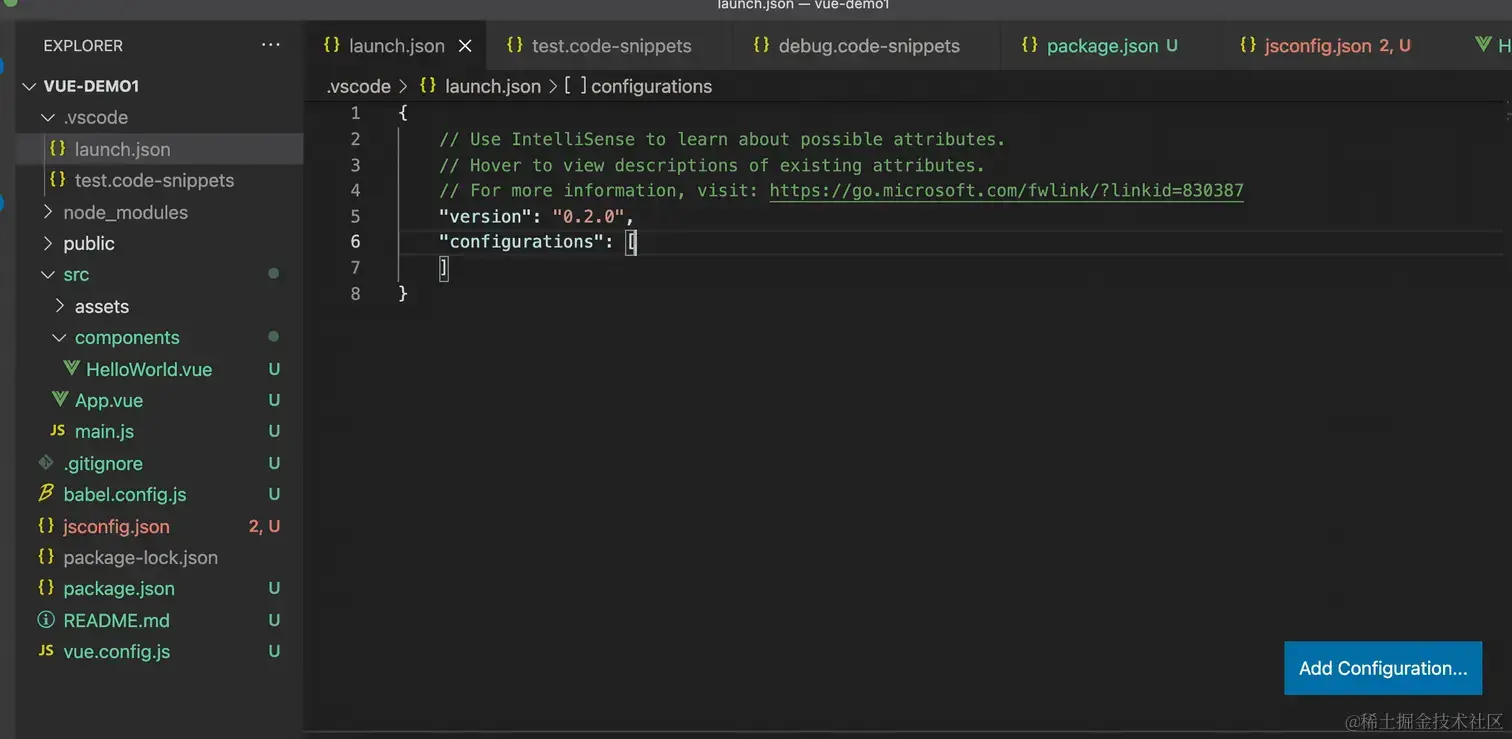 launch.json — vue-demo1
EXPLORER
VUE-DEMO1
.vscode
launch.json
test.code-snippets
node_modules
public
src
assets
components
HelloWorld.vue U
App.vue U
JS main.js U
.gitignore U
babel.config.js U
{} jsconfig.json 2, U
{} package-lock.json
{} package.json U
README.md U
JS vue.config.js U
{} launch.json × {} test.code-snippets {} debug.code-snippets {} package.json U {} jsconfig.json 2, U H
.vscode > {} launch.json > [ ] configurations
1 {
2 // Use IntelliSense to learn about possible attributes.
3 // Hover to view descriptions of existing attributes.
4 // For more information, visit: https://go.microsoft.com/fwlink/?linkid=830387
5 "version": "0.2.0",
6 "configurations": [
7 ]
8 }
Add Configuration...
@稀土掘金技术社区